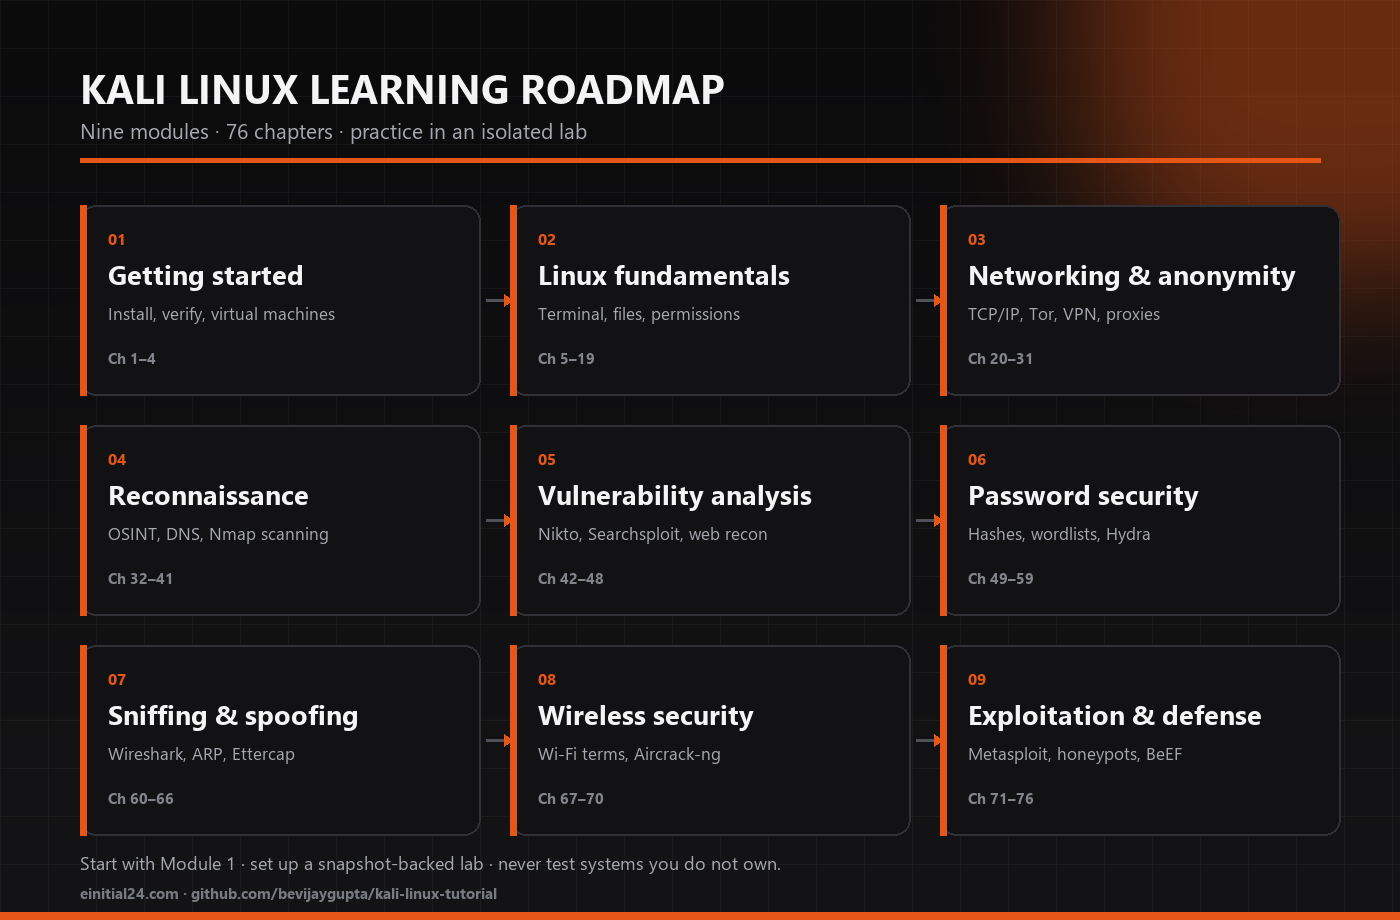 KALI LINUX LEARNING ROADMAP
Nine modules · 76 chapters · practice in an isolated lab
01
Getting started
Install, verify, virtual machines
Ch 1–4
02
Linux fundamentals
Terminal, files, permissions
Ch 5–19
03
Networking & anonymity
TCP/IP, Tor, VPN, proxies
Ch 20–31
04
Reconnaissance
OSINT, DNS, Nmap scanning
Ch 32–41
05
Vulnerability analysis
Nikto, Searchsploit, web recon
Ch 42–48
06
Password security
Hashes, wordlists, Hydra
Ch 49–59
07
Sniffing & spoofing
Wireshark, ARP, Ettercap
Ch 60–66
08
Wireless security
Wi-Fi terms, Aircrack-ng
Ch 67–70
09
Exploitation & defense
Metasploit, honeypots, BeEF
Ch 71–76
Start with Module 1 · set up a snapshot-backed lab · never test systems you do not own.
einitial24.com · github.com/bevijaygupta/kali-linux-tutorial